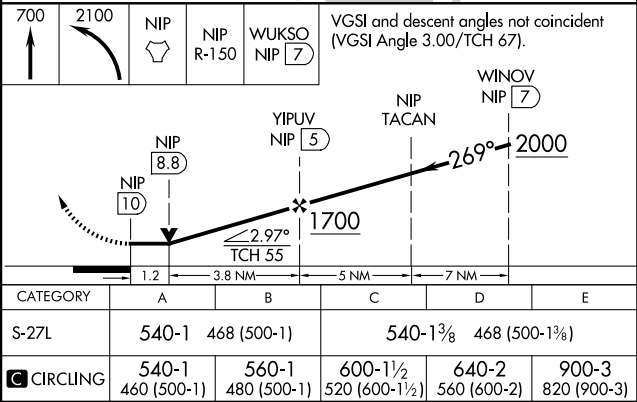 700
2100
NIP
NIP
R-150
WUKSO
NIP 7
VGSI and descent angles not coincident
(VGSI Angle 3.00/TCH 67).
WINOV
NIP 7
NIP
TACAN
YIPUV
NIP 5
269°
2000
NIP
8.8
NIP
10
1700
2.97°
TCH 55
1.2
3.8 NM
5 NM
7 NM
CATEGORY A B C D E
S-27L 540-1 468 (500-1) 540-1⅜ 468 (500-1⅜)
C CIRCLING 540-1 560-1 600-1½ 640-2 900-3
460 (500-1) 480 (500-1) 520 (600-1½) 560 (600-2) 820 (900-3)